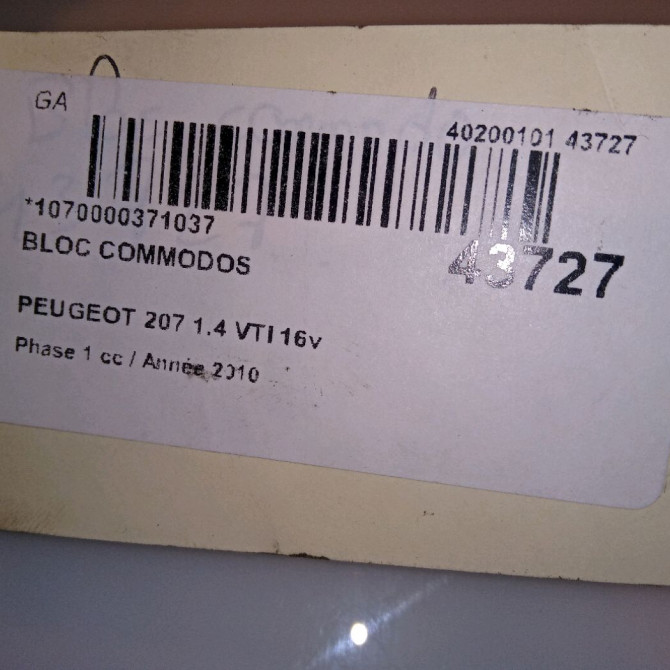 GA
40200101 43727
*1070000371037
BLOC COMMODOS
43727
PEUGEOT 207 1.4 VTI 16v
Phase 1 cc / Année 2010